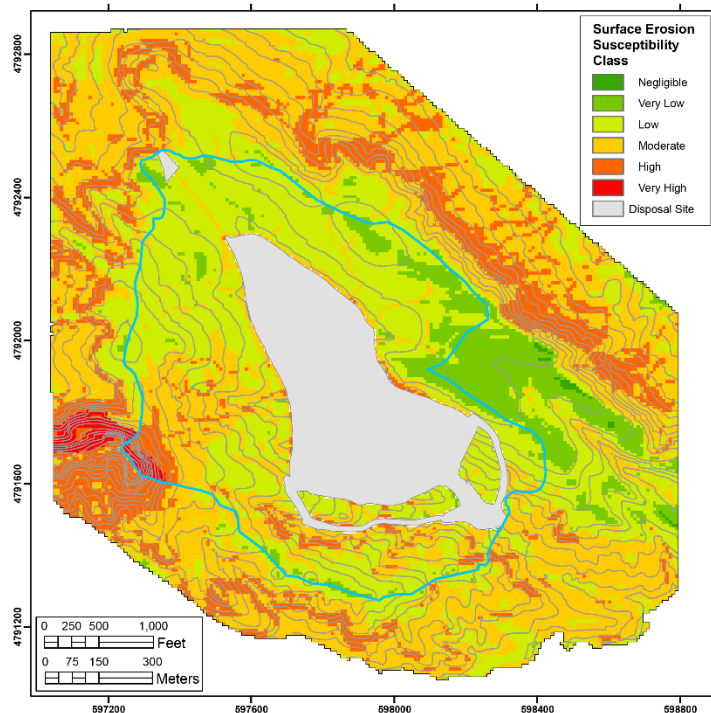 Surface Erosion
Susceptibility
Class
Negligible
Very Low
Low
Moderate
High
Very High
Disposal Site
4792800
4792400
4792000
4791600
4791200
0 250 500 1,000
Feet
0 75 150 300
Meters
597200 597600 598000 598400 598800